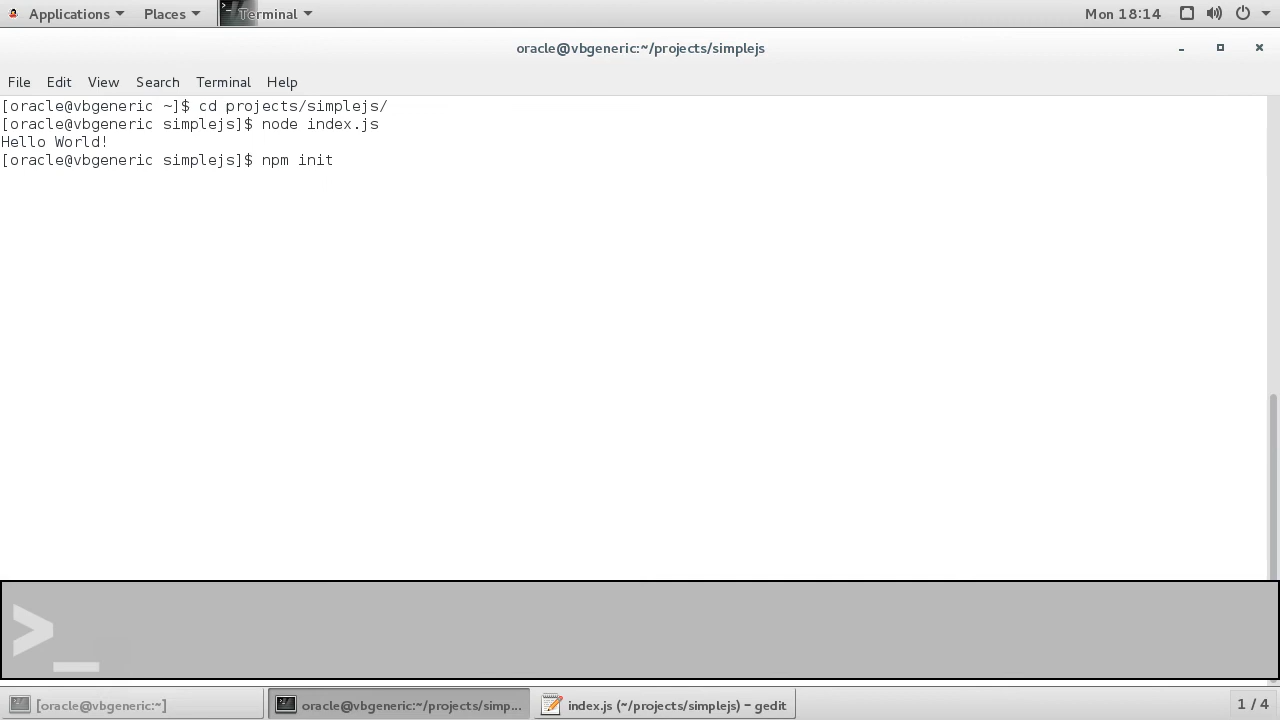 Applications Places Terminal Mon 18:14
oracle@vbgeneric:~/projects/simplejs
File Edit View Search Terminal Help
[oracle@vbgeneric ~]$ cd projects/simplejs/
[oracle@vbgeneric simplejs]$ node index.js
Hello World!
[oracle@vbgeneric simplejs]$ npm init
>_
[oracle@vbgeneric:~] oracle@vbgeneric:~/projects/simp... index.js (~/projects/simplejs) - gedit 1 / 4